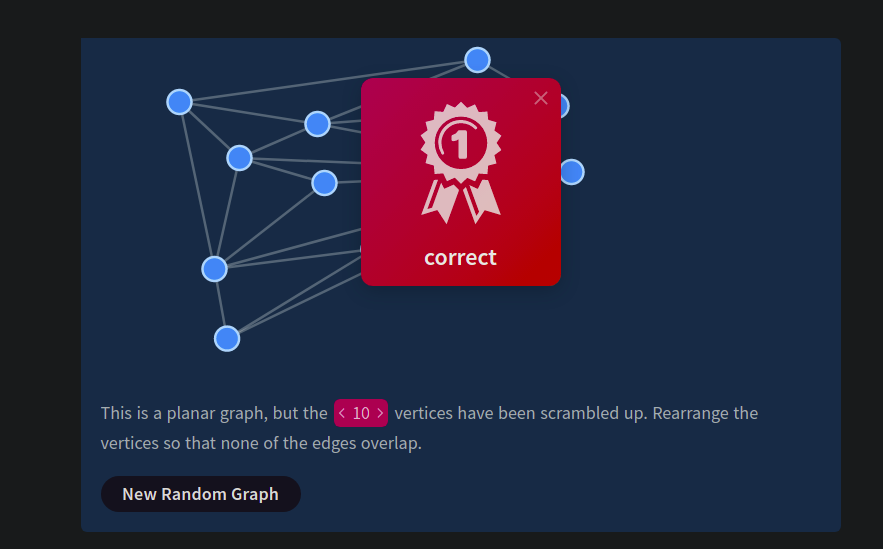 1
correct
This is a planar graph, but the < 10 > vertices have been scrambled up. Rearrange the
vertices so that none of the edges overlap.
New Random Graph